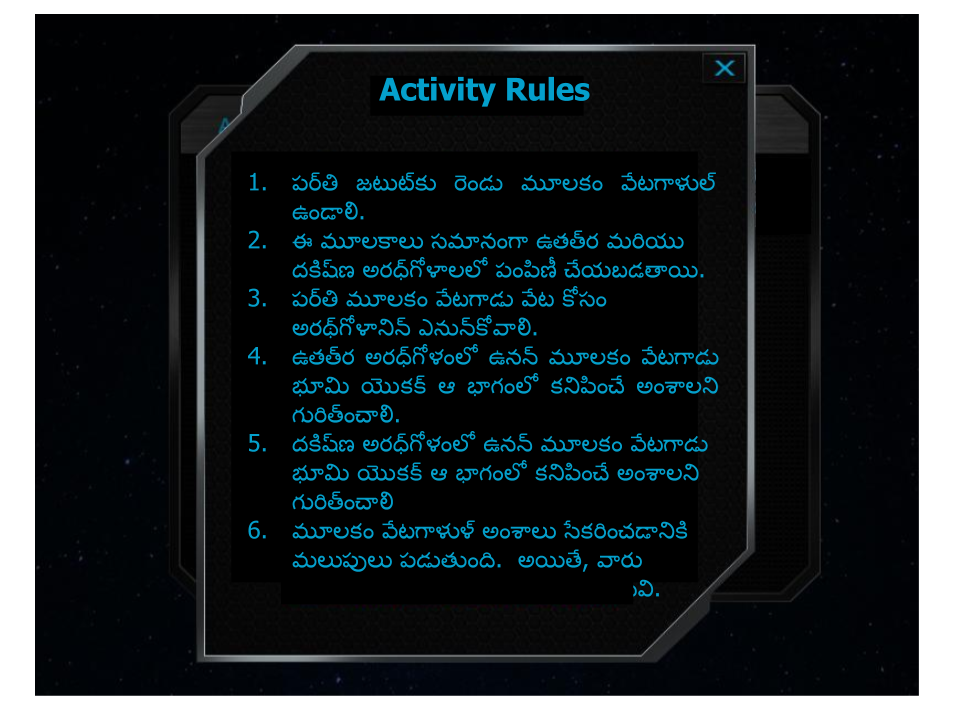 Activity Rules
1. పర్తి జటుట్‌కు రెండు మూలకం వేటగాళుల్
ఉండాలి.
2. ఈ మూలకాలు సమానంగా ఉతత్‌ర మరియు
దకిష్‌ణ అరధ్‌గోళాలలో పంపిణీ చేయబడతాయి.
3. పర్‌తి మూలకం వేటగాడు వేట కోసం
అరధ్‌గోళానిన్ ఎనున్‌కోవాలి.
4. ఉతత్‌ర అరధ్‌గోళంలో ఉనన్ మూలకం వేటగాడు
భూమి యొకక్ ఆ భాగంలో కనిపించే అంశాలని
గురిత్‌ంచాలి.
5. దకిష్‌ణ అరధ్‌గోళంలో ఉనన్ మూలకం వేటగాడు
భూమి యొకక్ ఆ భాగంలో కనిపించే అంశాలని
గురిత్‌ంచాలి
6. మూలకం వేటగాళుళ్ అంశాలు సేకరించడానికి
మలుపులు పడుతుంది. అయితే, వారు